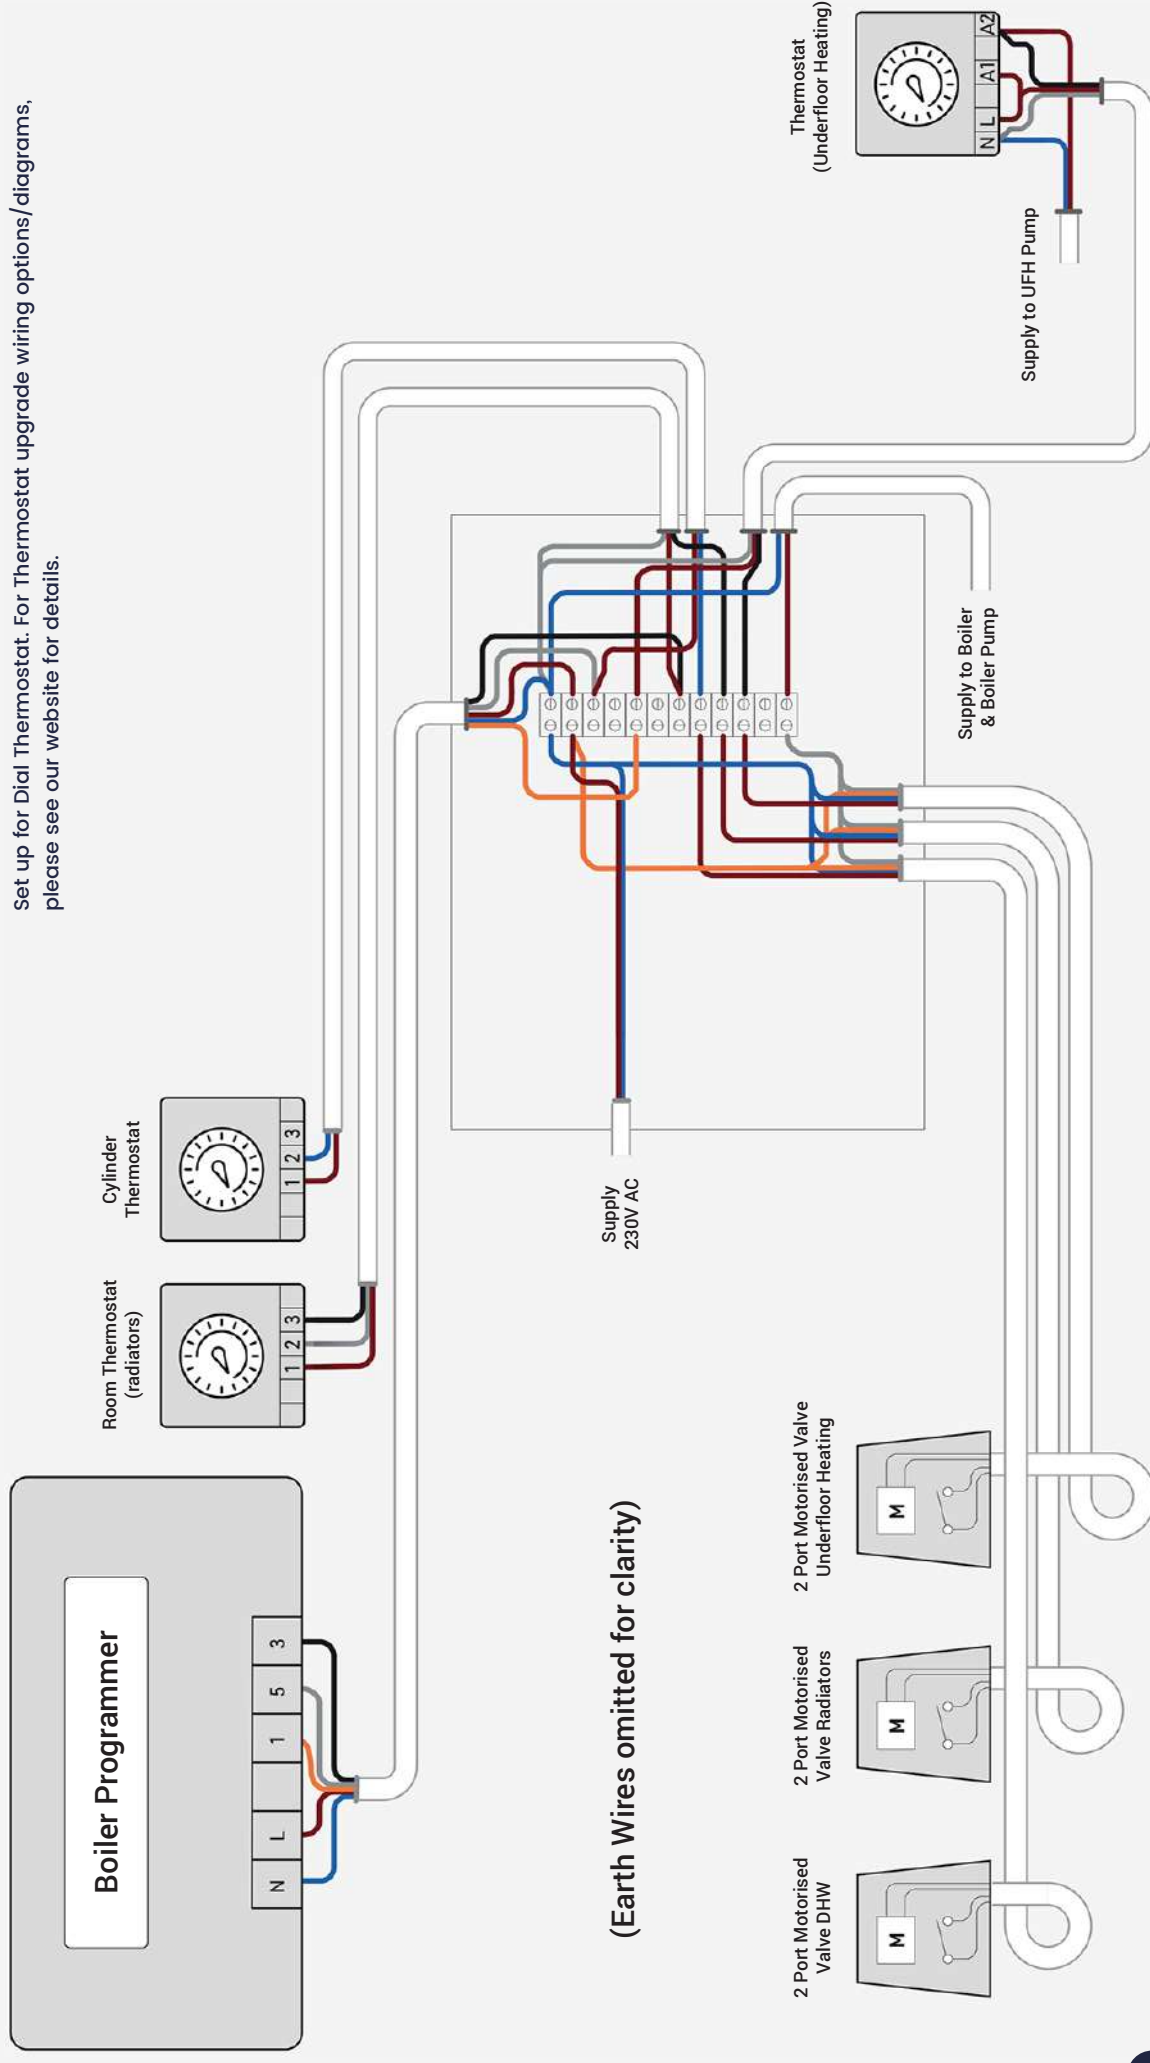 Set up for Dial Thermostat. For Thermostat upgrade wiring options/diagrams,
please see our website for details.
Boiler Programmer
N
L
1
5
3
Room Thermostat
(radiators)
1
2
3
Cylinder
Thermostat
1
2
3
(Earth Wires omitted for clarity)
Supply
230V AC
2 Port Motorised
Valve DHW
M
2 Port Motorised
Valve Radiators
M
2 Port Motorised Valve
Underfloor Heating
M
Supply to Boiler
& Boiler Pump
Supply to UFH Pump
Thermostat
(Underfloor Heating)
N
L
A1
A2